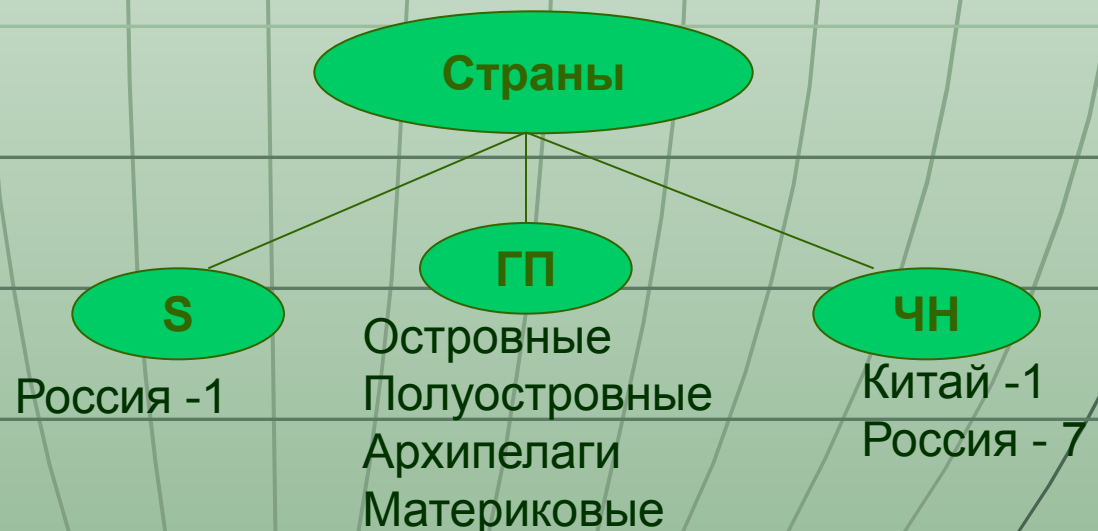 Страны
S
Россия -1
ГП
Островные
Полуостровные
Архипелаги
Материковые
ЧН
Китай -1
Россия - 7